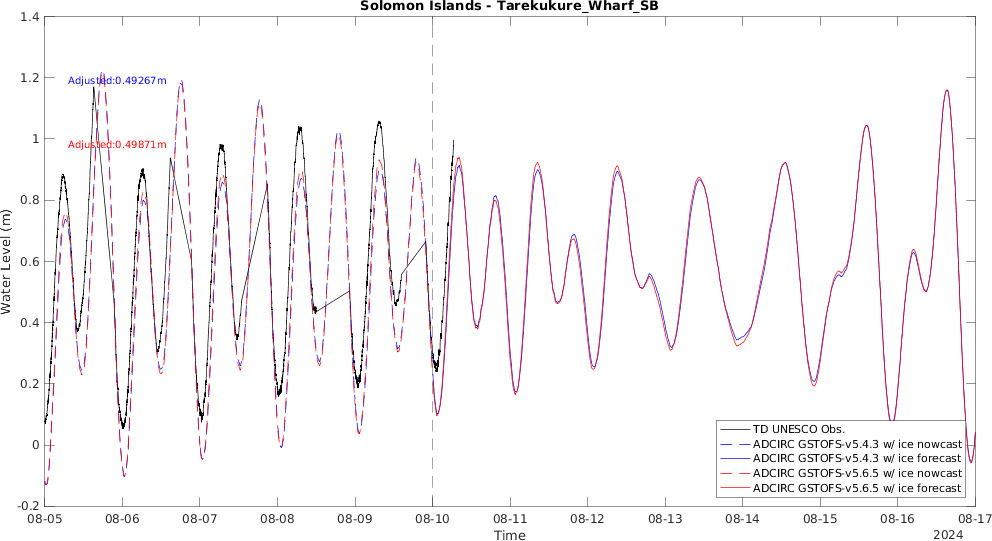 Solomon Islands - Tarekukure_Wharf_SB
1.4
1.2
1
0.8
0.6
0.4
0.2
0
-0.2
Water Level (m)
Adjusted:0.49267m
Adjusted:0.49871m
TD UNESCO Obs.
ADCIRC GSTOFS-v5.4.3 w/ ice nowcast
ADCIRC GSTOFS-v5.4.3 w/ ice forecast
ADCIRC GSTOFS-v5.6.5 w/ ice nowcast
ADCIRC GSTOFS-v5.6.5 w/ ice forecast
08-05 08-06 08-07 08-08 08-09 08-10 08-11 08-12 08-13 08-14 08-15 08-16 08-17
Time
2024